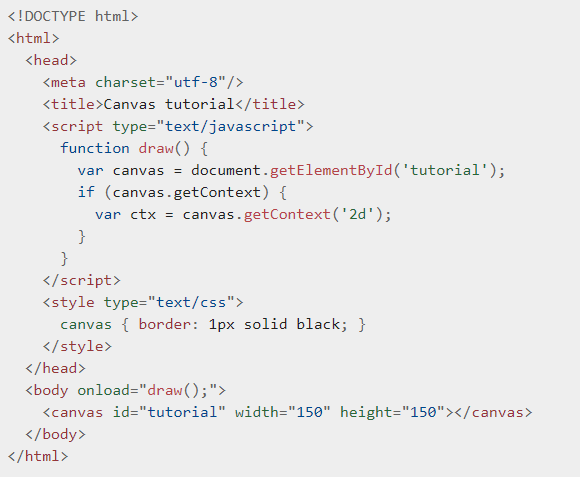 <!DOCTYPE html>
<html>
  <head>
    <meta charset="utf-8"/>
    <title>Canvas tutorial</title>
    <script type="text/javascript">
      function draw() {
        var canvas = document.getElementById('tutorial');
        if (canvas.getContext) {
          var ctx = canvas.getContext('2d');
        }
      }
    </script>
    <style type="text/css">
      canvas { border: 1px solid black; }
    </style>
  </head>
  <body onload="draw();">
    <canvas id="tutorial" width="150" height="150"></canvas>
  </body>
</html>